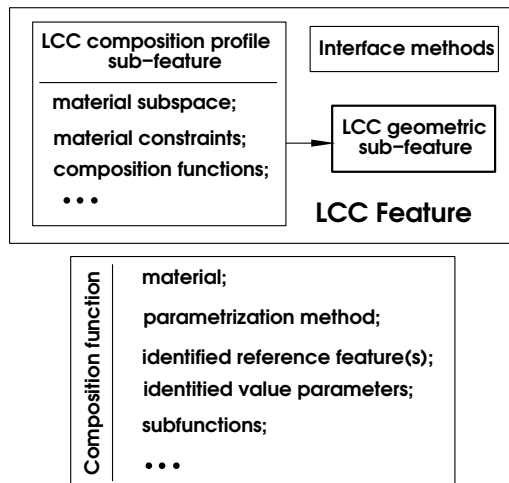 LCC composition profile
sub-feature
material subspace;
material constraints;
composition functions;
• • •
Interface methods
LCC geometric
sub-feature
LCC Feature
Composition function
material;
parametrization method;
identified reference feature(s);
identitied value parameters;
subfunctions;
• • •